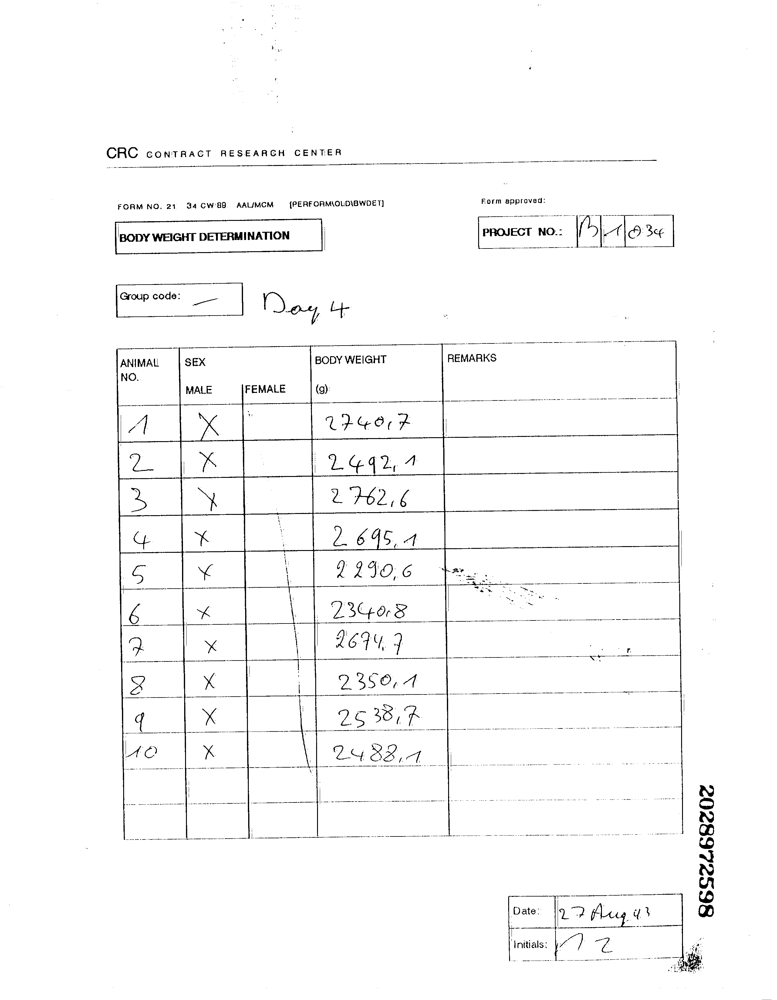 CRC CONTRACT RESEARCH CENTER
FORM NO. 21 34 CW 89 AAL/MCM [PERFORM\OLD\BWDET]
Form approved:
BODY WEIGHT DETERMINATION
PROJECT NO.: B 1 034
Group code: —
Day 4
ANIMAL NO. SEX BODY WEIGHT REMARKS
MALE FEMALE (g)
1 X 2740,7
2 X 2492,1
3 X 2762,6
4 X 2695,1
5 X 2290,6
6 X 2340,8
7 X 2694,7
8 X 2350,1
9 X 2538,7
10 X 2488,1
Date: 27 Aug
Initials:
2028972598